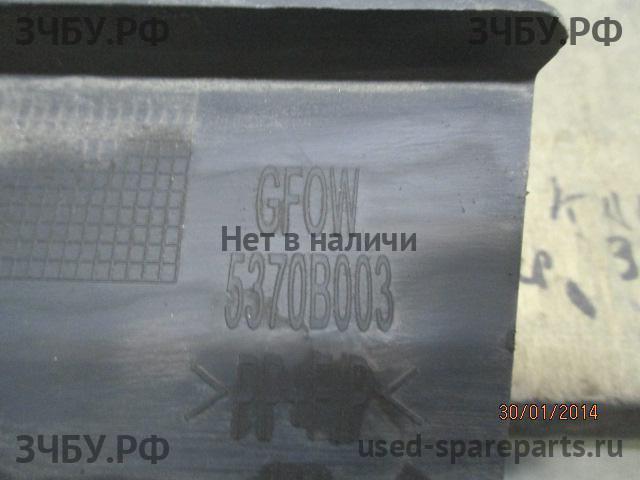 ЗЧБУ.РФ
ЗЧБУ.РФ
GFOW
Нет в наличи
5370B003
30/01/2014
ЗЧБУ.РФ
used-spareparts.ru